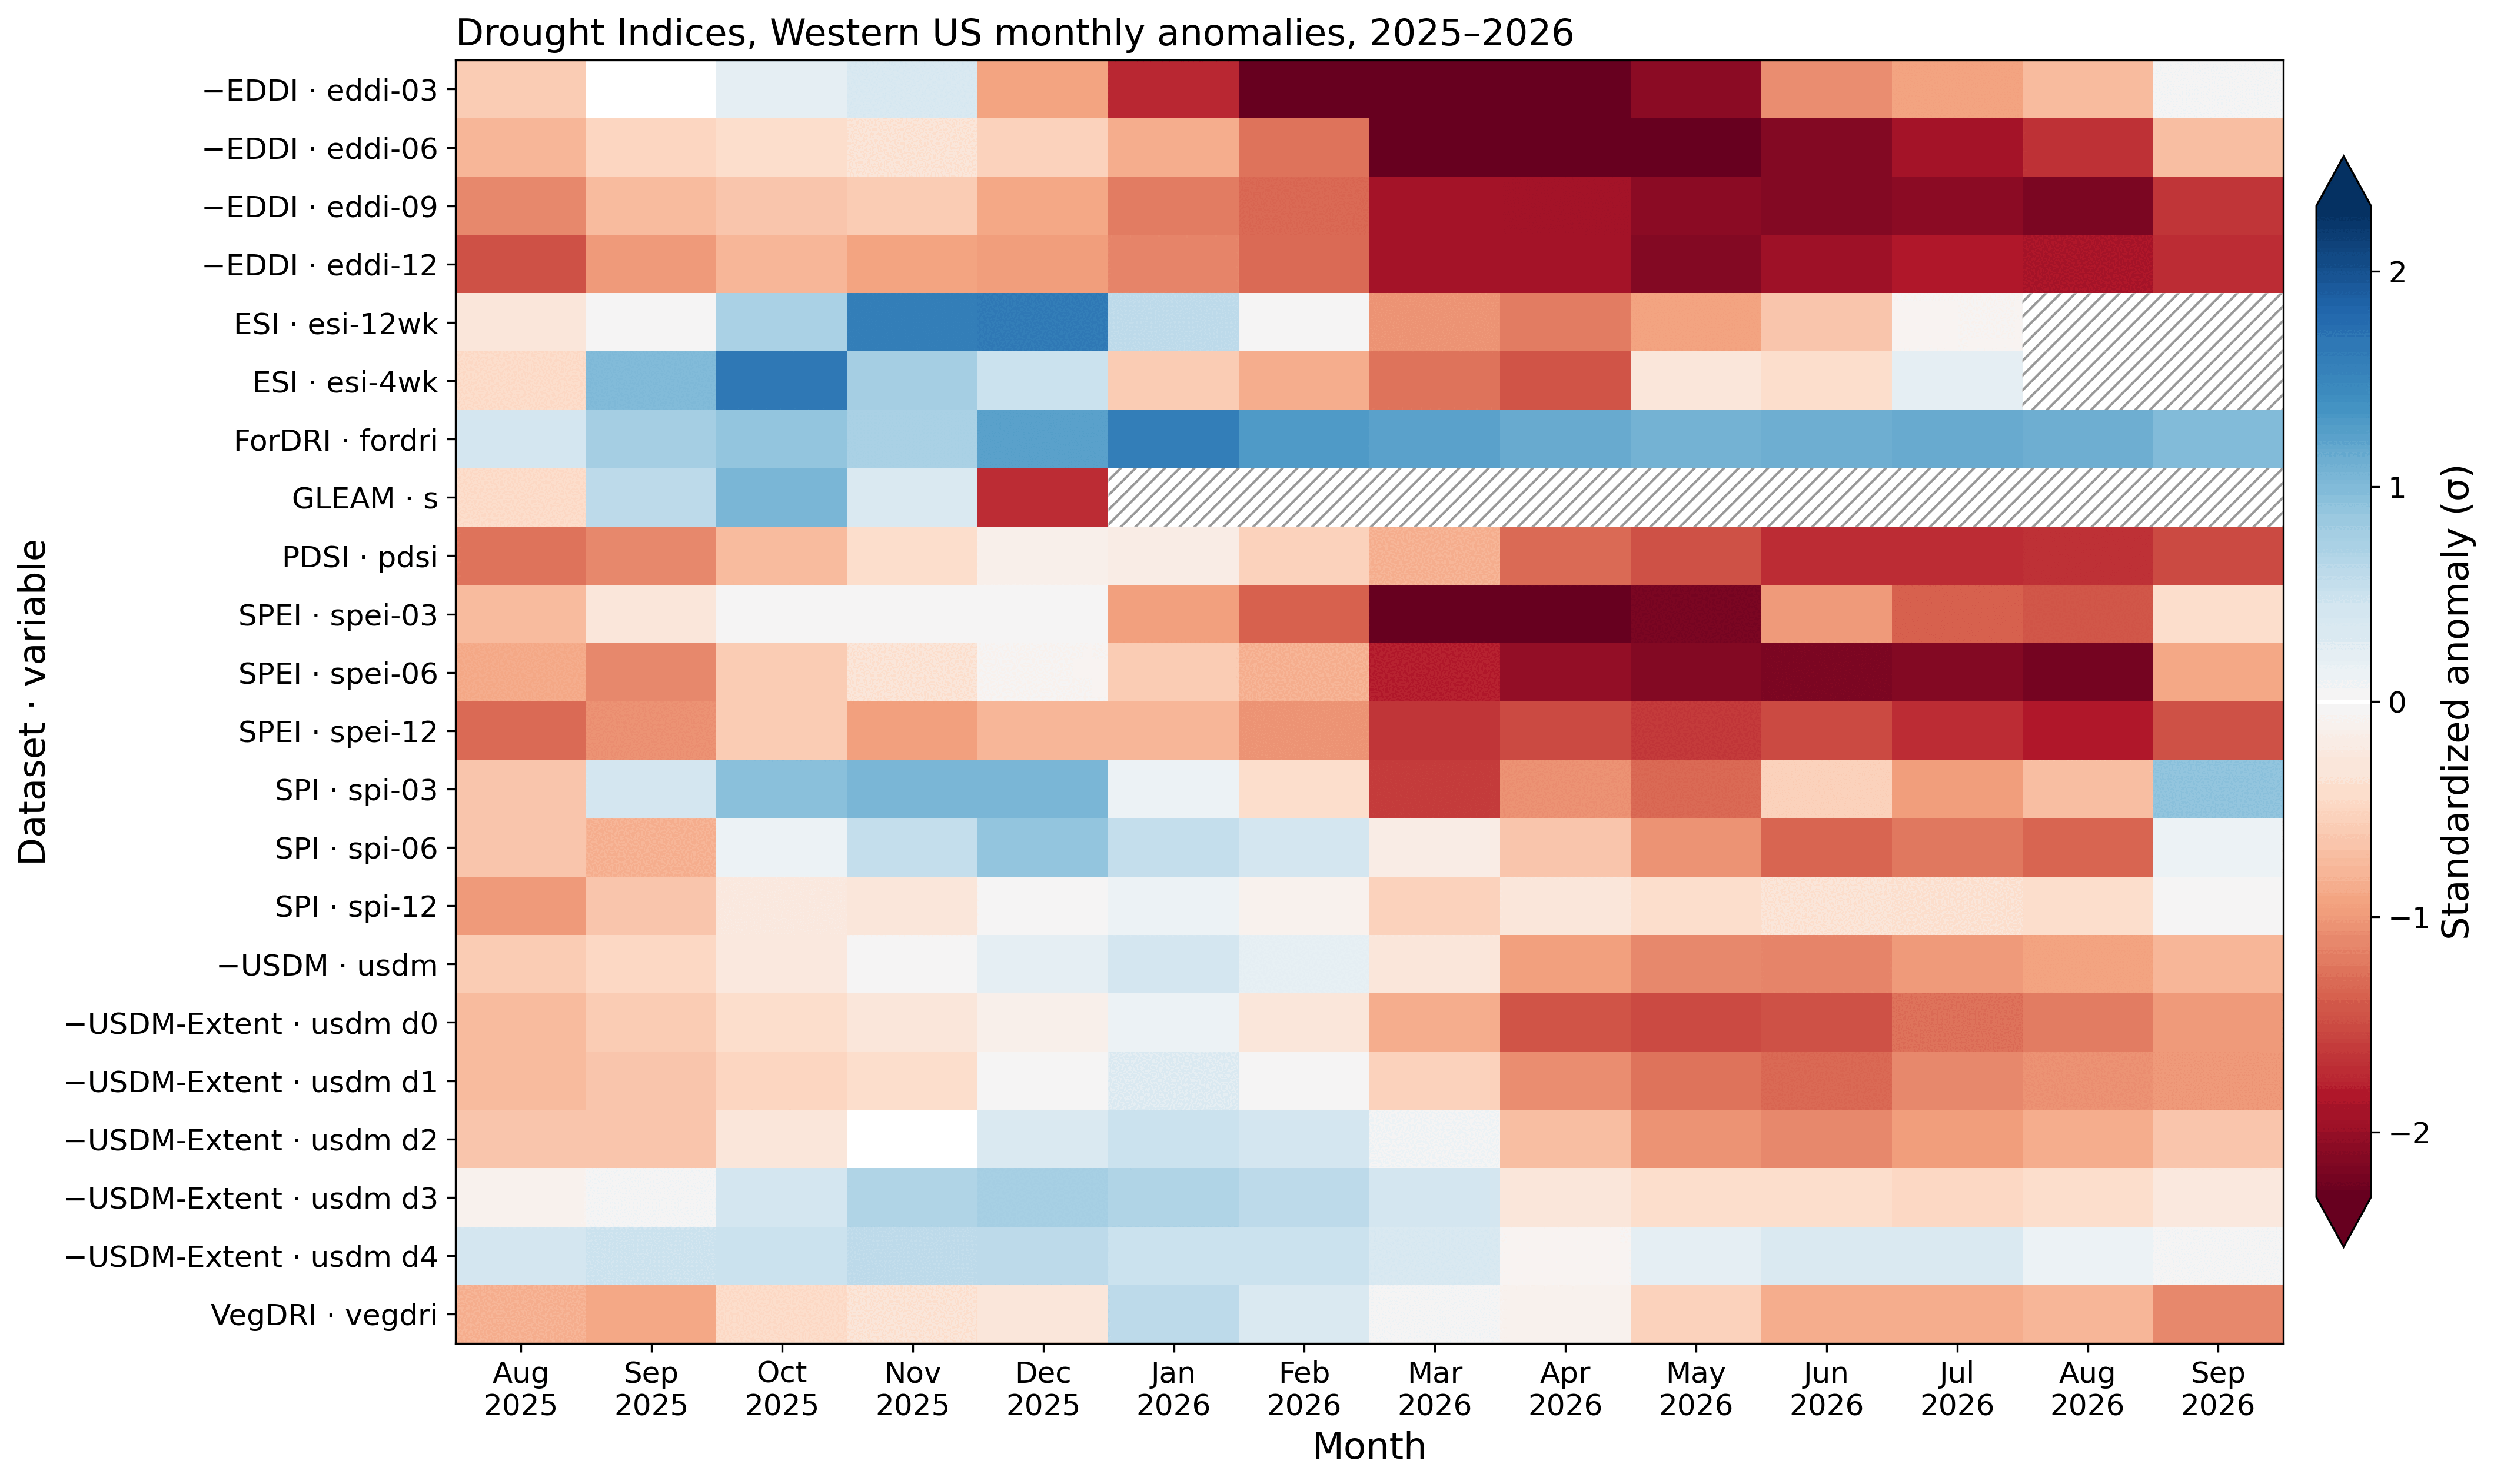 Drought Indices, Western US monthly anomalies, 2025–2026
Dataset · variable
−EDDI · eddi-03
−EDDI · eddi-06
−EDDI · eddi-09
−EDDI · eddi-12
ESI · esi-12wk
ESI · esi-4wk
ForDRI · fordri
GLEAM · s
PDSI · pdsi
SPEI · spei-03
SPEI · spei-06
SPEI · spei-12
SPI · spi-03
SPI · spi-06
SPI · spi-12
−USDM · usdm
−USDM-Extent · usdm d0
−USDM-Extent · usdm d1
−USDM-Extent · usdm d2
−USDM-Extent · usdm d3
−USDM-Extent · usdm d4
VegDRI · vegdri
Aug Sep Oct Nov Dec Jan Feb Mar Apr May Jun Jul Aug Sep
2025 2025 2025 2025 2025 2026 2026 2026 2026 2026 2026 2026 2026 2026
Month
2
1
0
−1
−2
Standardized anomaly (σ)